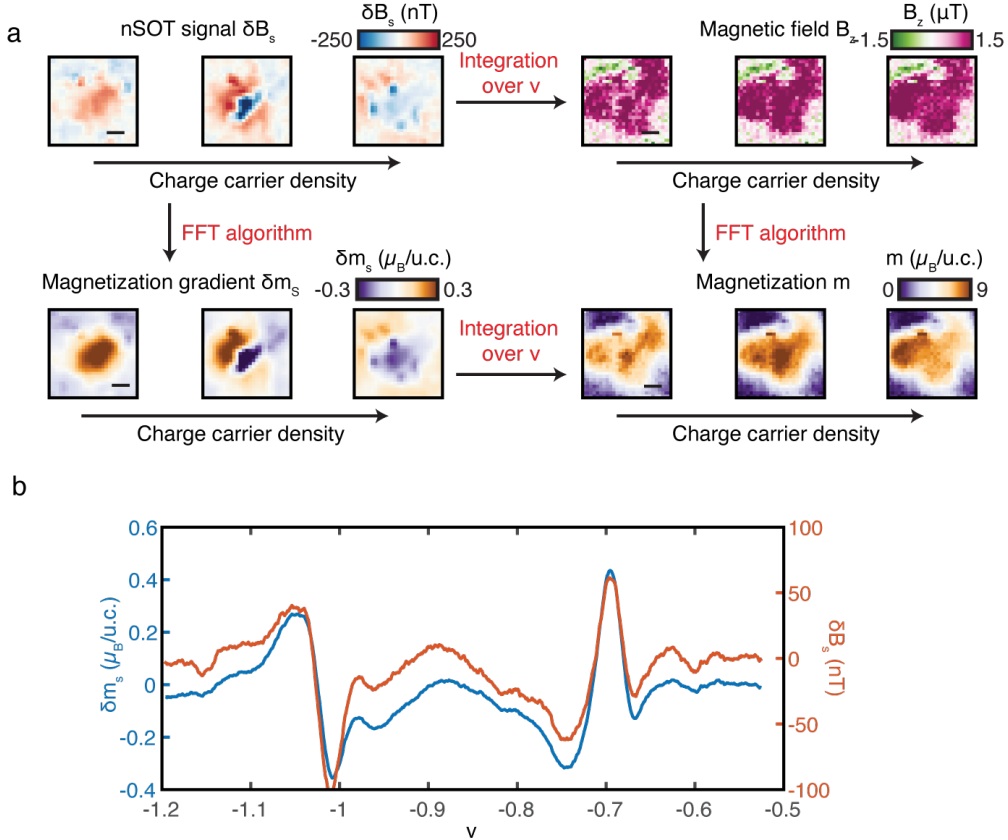 a
nSOT signal δBs
δBs (nT)
-250 250
Magnetic field Bz
Bz (μT)
-1.5 1.5
Integration
over ν
Charge carrier density
Charge carrier density
FFT algorithm
FFT algorithm
Magnetization gradient δms
δms (μB/u.c.)
-0.3 0.3
Magnetization m
m (μB/u.c.)
0 9
Integration
over ν
Charge carrier density
Charge carrier density
b
0.6
0.4
0.2
0
-0.2
-0.4
δms (μB/u.c.)
100
50
0
-50
-100
δBs (nT)
-1.2 -1.1 -1 -0.9 -0.8 -0.7 -0.6 -0.5
ν